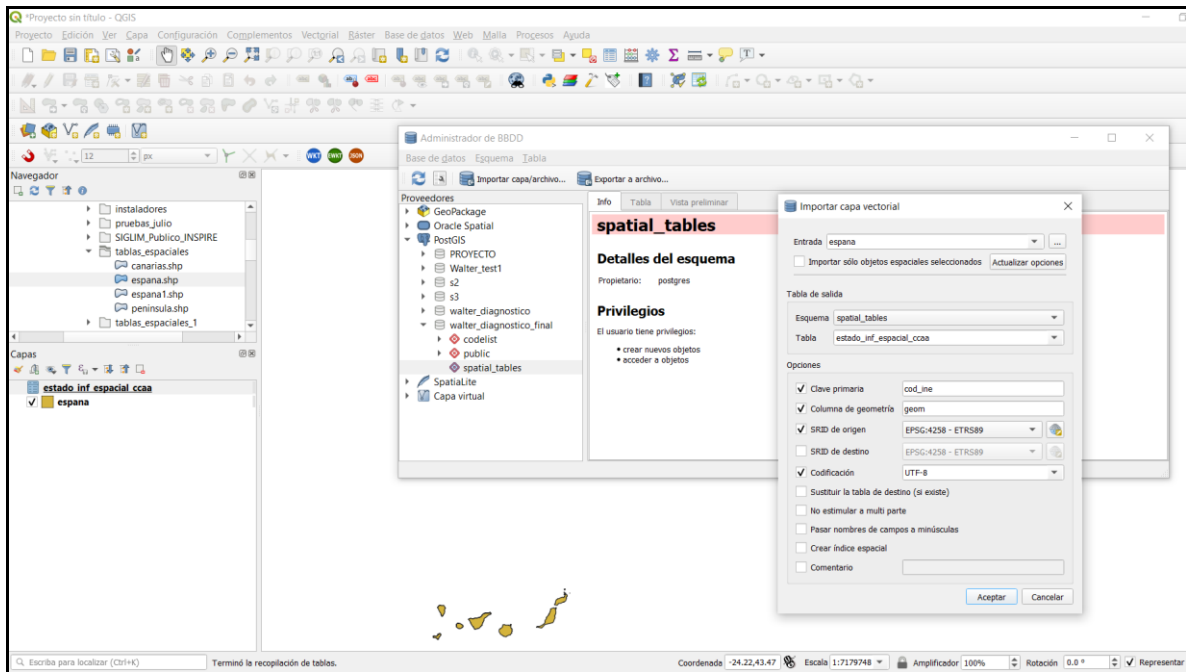 *Proyecto sin título - QGIS
Proyecto Edición Ver Capa Configuración Complementos Vectorial Ráster Base de datos Web Malla Procesos Ayuda
12 px
WKT EWKT JSON
Navegador
instaladores
pruebas_julio
SIGLIM_Publico_INSPIRE
tablas_espaciales
canarias.shp
espana.shp
espana1.shp
peninsula.shp
tablas_espaciales_1
Capas
estado_inf_espacial_ccaa
espana
Administrador de BBDD
Base de datos Esquema Tabla
Importar capa/archivo... Exportar a archivo...
Proveedores
GeoPackage
Oracle Spatial
PostGIS
PROYECTO
Walter_test1
s2
s3
walter_diagnostico
walter_diagnostico_final
codelist
public
spatial_tables
SpatiaLite
Capa virtual
Info Tabla Vista preliminar
spatial_tables
Detalles del esquema
Propietario: postgres
Privilegios
El usuario tiene privilegios:
• crear nuevos objetos
• acceder a objetos
Importar capa vectorial
Entrada espana ...
Importar sólo objetos espaciales seleccionados Actualizar opciones
Tabla de salida
Esquema spatial_tables
Tabla estado_inf_espacial_ccaa
Opciones
Clave primaria cod_ine
Columna de geometría geom
SRID de origen EPSG:4258 - ETRS89
SRID de destino EPSG:4258 - ETRS89
Codificación UTF-8
Sustituir la tabla de destino (si existe)
No estimular a multi parte
Pasar nombres de campos a minúsculas
Crear índice espacial
Comentario
Aceptar Cancelar
Escriba para localizar (Ctrl+K) Terminó la recopilación de tablas. Coordenada -24.22,43.47 Escala 1:7179748 Amplificador 100% Rotación 0.0 ° Representar